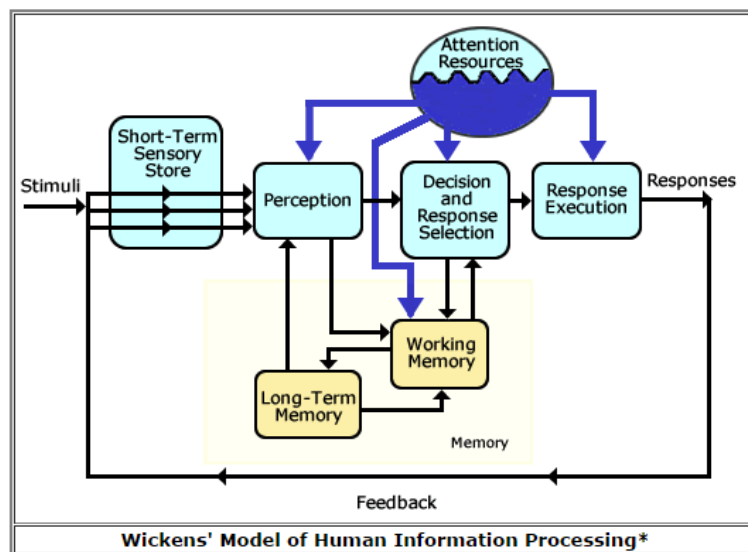 Attention
Resources
Short-Term
Sensory
Store
Stimuli
Perception
Decision
and
Response
Selection
Response
Execution
Responses
Working
Memory
Long-Term
Memory
Memory
Feedback
Wickens' Model of Human Information Processing*